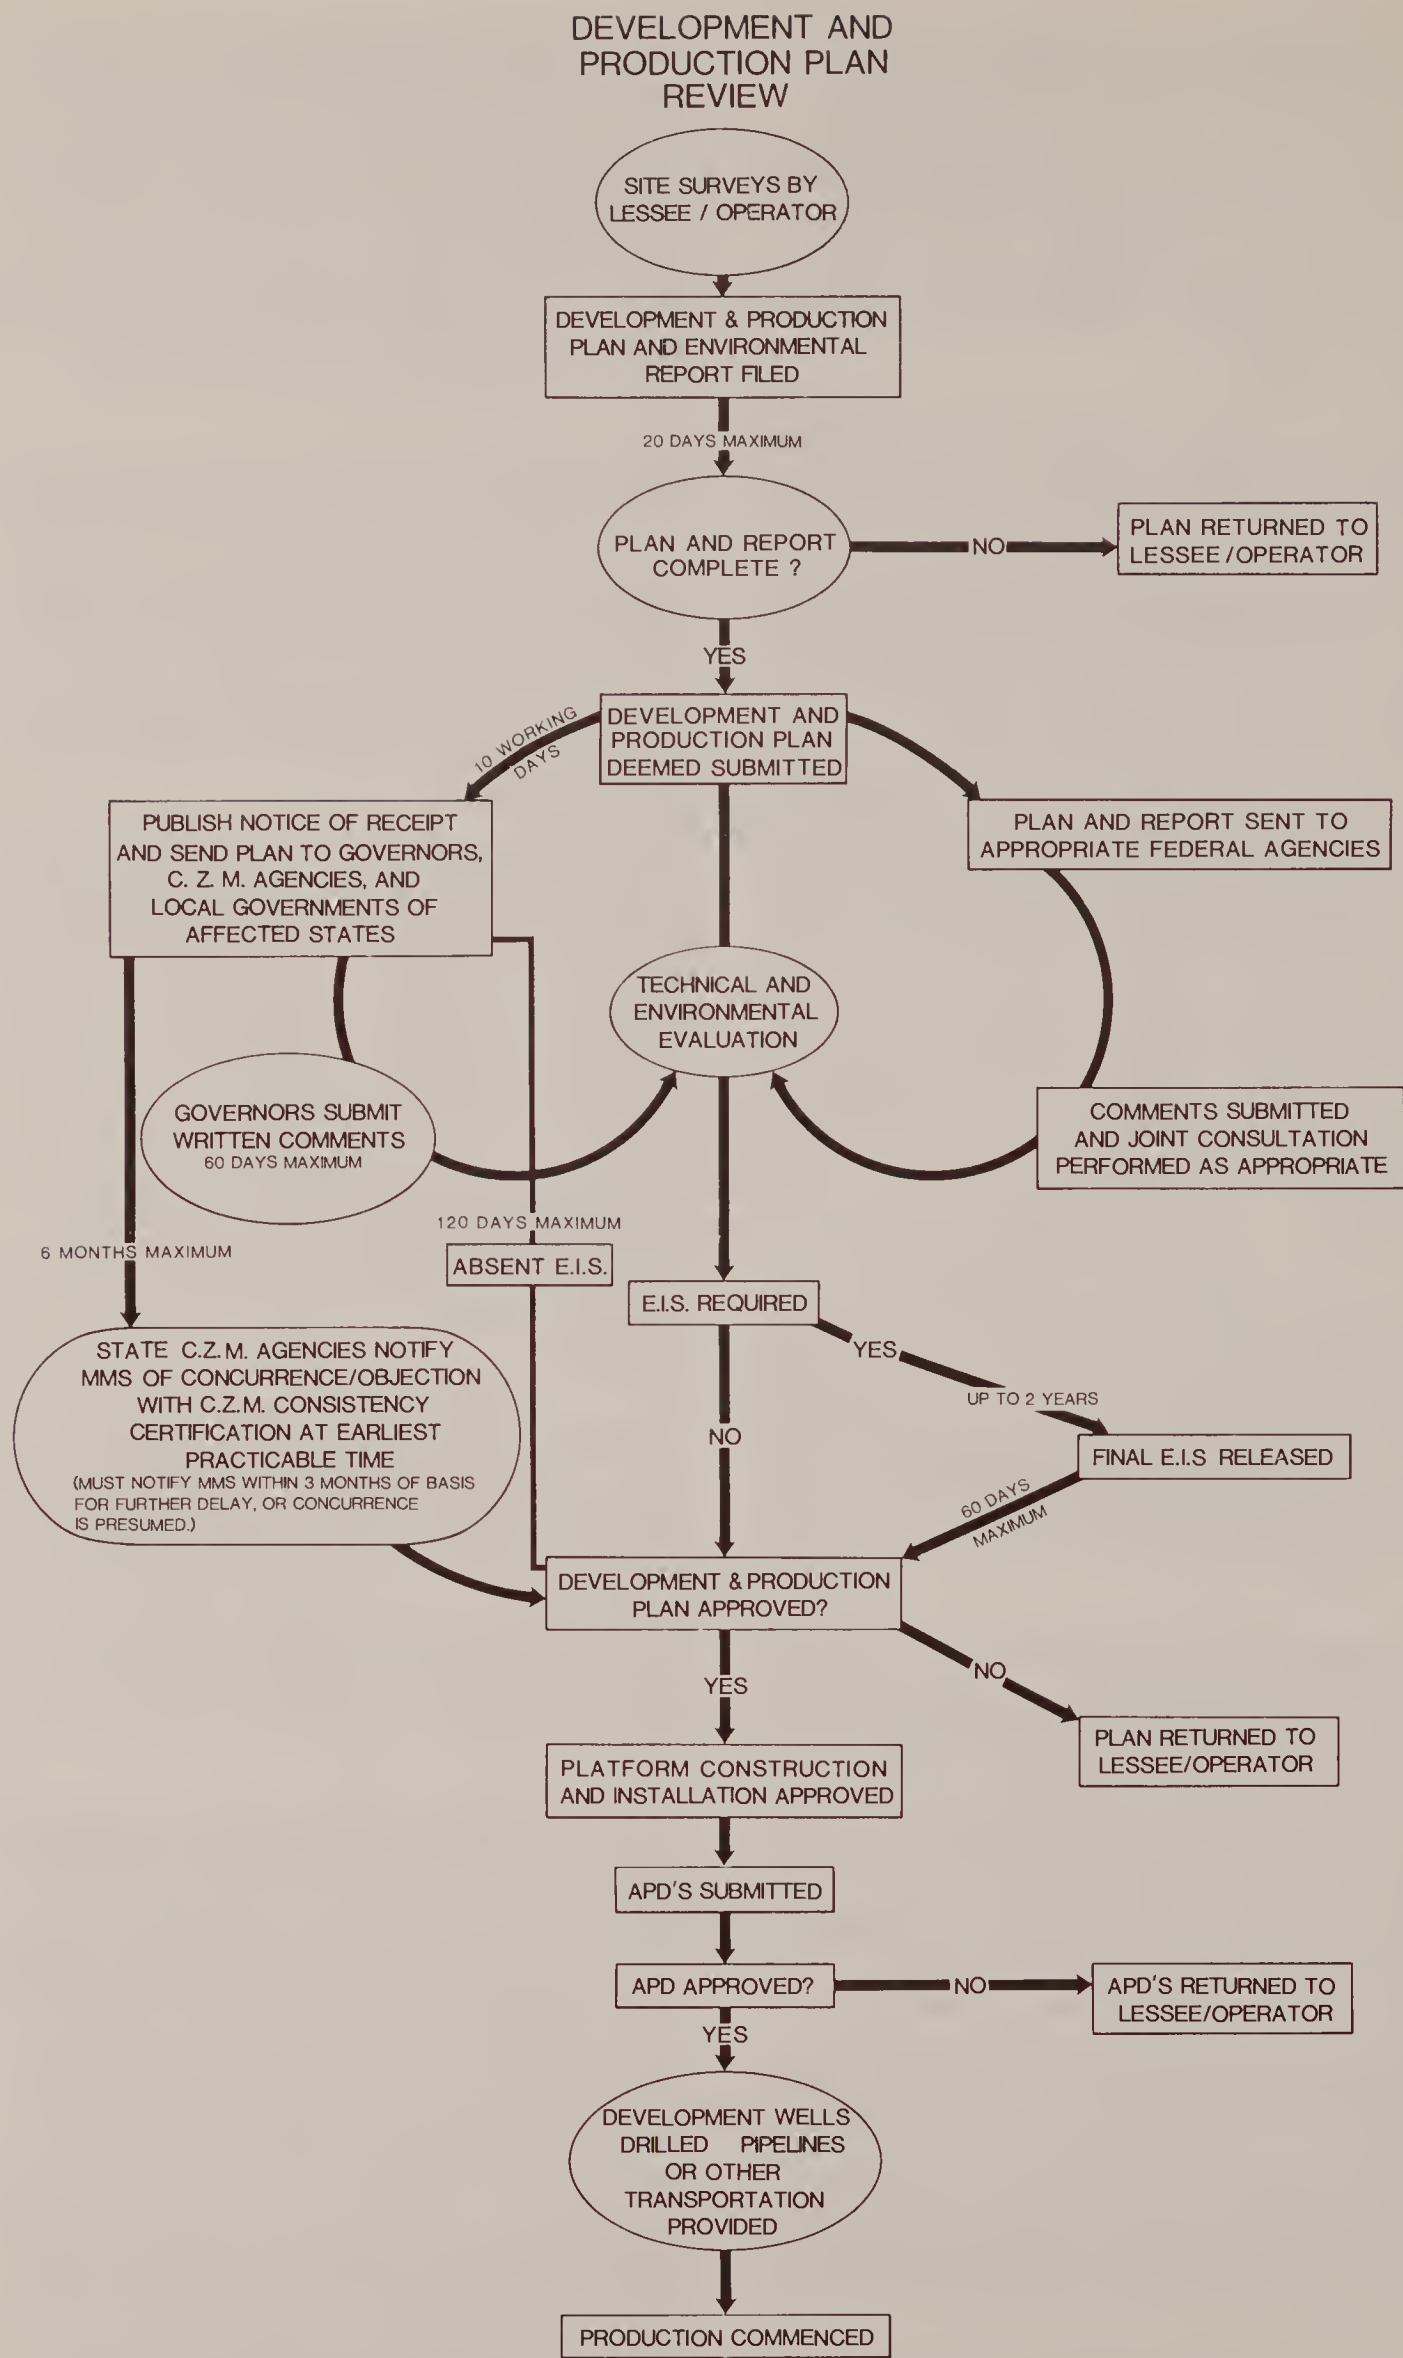 DEVELOPMENT AND
PRODUCTION PLAN
REVIEW
SITE SURVEYS BY
LESSEE / OPERATOR
DEVELOPMENT & PRODUCTION
PLAN AND ENVIRONMENTAL
REPORT FILED
20 DAYS MAXIMUM
PLAN AND REPORT
COMPLETE ?
NO
PLAN RETURNED TO
LESSEE / OPERATOR
YES
DEVELOPMENT AND
PRODUCTION PLAN
DEEMED SUBMITTED
10 WORKING
DAYS
PUBLISH NOTICE OF RECEIPT
AND SEND PLAN TO GOVERNORS,
C. Z. M. AGENCIES, AND
LOCAL GOVERNMENTS OF
AFFECTED STATES
PLAN AND REPORT SENT TO
APPROPRIATE FEDERAL AGENCIES
TECHNICAL AND
ENVIRONMENTAL
EVALUATION
GOVERNORS SUBMIT
WRITTEN COMMENTS
60 DAYS MAXIMUM
COMMENTS SUBMITTED
AND JOINT CONSULTATION
PERFORMED AS APPROPRIATE
6 MONTHS MAXIMUM
120 DAYS MAXIMUM
ABSENT E.I.S.
E.I.S. REQUIRED
YES
UP TO 2 YEARS
FINAL E.I.S RELEASED
NO
60 DAYS
MAXIMUM
STATE C.Z.M. AGENCIES NOTIFY
MMS OF CONCURRENCE/OBJECTION
WITH C.Z.M. CONSISTENCY
CERTIFICATION AT EARLIEST
PRACTICABLE TIME
(MUST NOTIFY MMS WITHIN 3 MONTHS OF BASIS
FOR FURTHER DELAY, OR CONCURRENCE
IS PRESUMED.)
DEVELOPMENT & PRODUCTION
PLAN APPROVED?
YES
NO
PLAN RETURNED TO
LESSEE/OPERATOR
PLATFORM CONSTRUCTION
AND INSTALLATION APPROVED
APD'S SUBMITTED
APD APPROVED?
NO
APD'S RETURNED TO
LESSEE/OPERATOR
YES
DEVELOPMENT WELLS
DRILLED PIPELINES
OR OTHER
TRANSPORTATION
PROVIDED
PRODUCTION COMMENCED